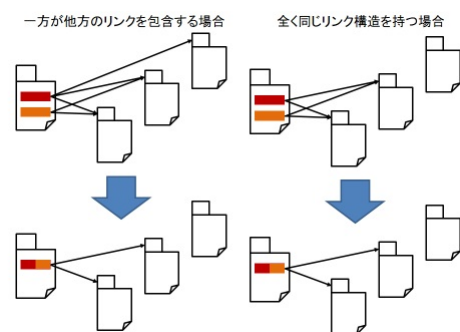 一方が他方のリンクを包含する場合
全く同じリンク構造を持つ場合